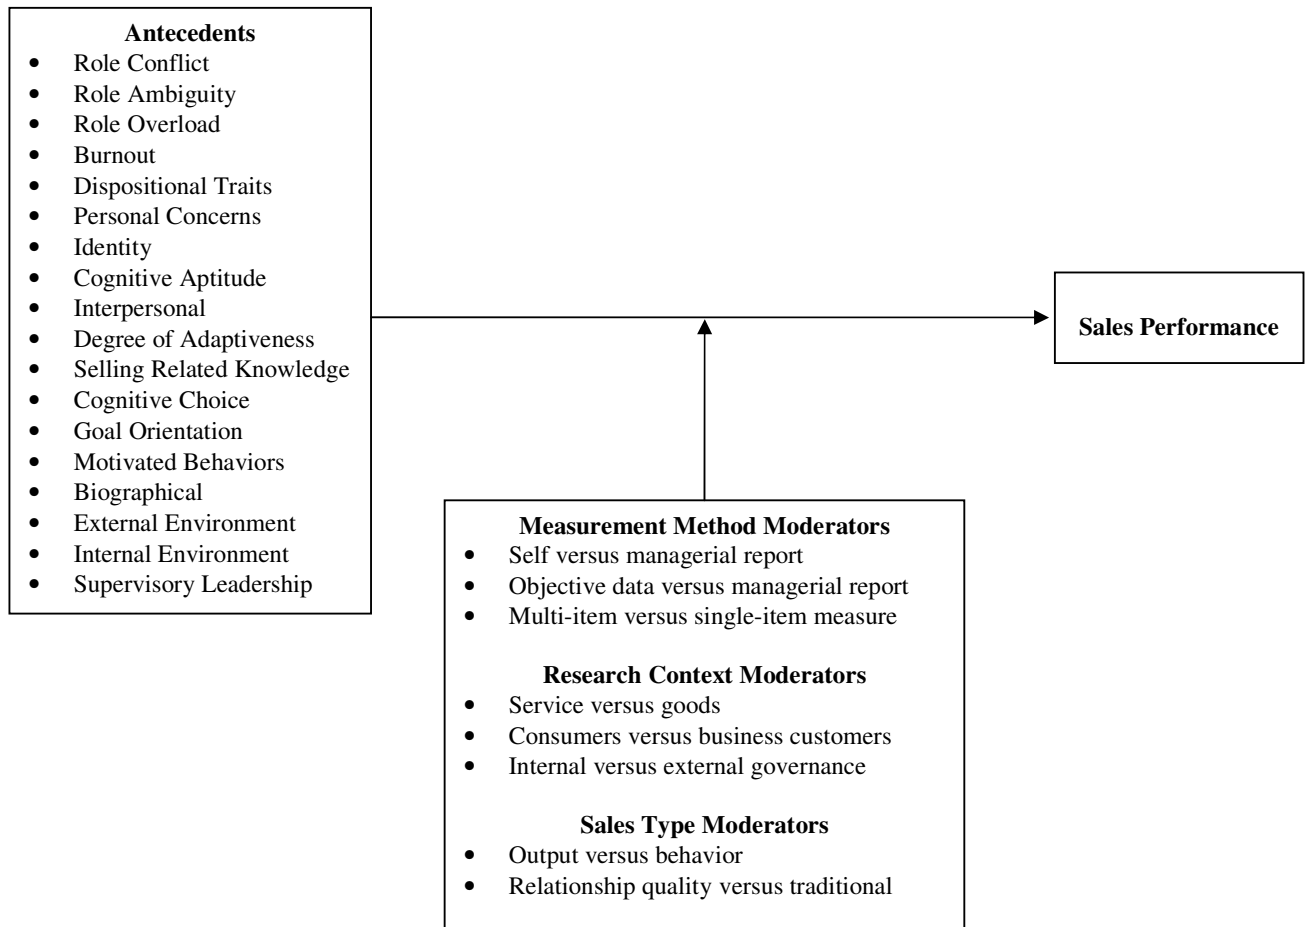 Antecedents
• Role Conflict
• Role Ambiguity
• Role Overload
• Burnout
• Dispositional Traits
• Personal Concerns
• Identity
• Cognitive Aptitude
• Interpersonal
• Degree of Adaptiveness
• Selling Related Knowledge
• Cognitive Choice
• Goal Orientation
• Motivated Behaviors
• Biographical
• External Environment
• Internal Environment
• Supervisory Leadership
Sales Performance
Measurement Method Moderators
• Self versus managerial report
• Objective data versus managerial report
• Multi-item versus single-item measure
Research Context Moderators
• Service versus goods
• Consumers versus business customers
• Internal versus external governance
Sales Type Moderators
• Output versus behavior
• Relationship quality versus traditional